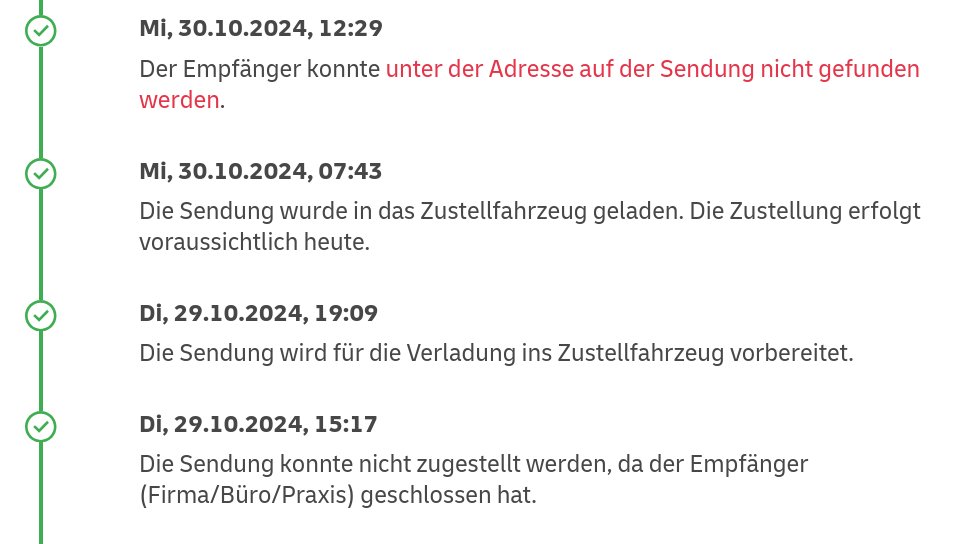 Mi, 30.10.2024, 12:29
Der Empfänger konnte unter der Adresse auf der Sendung nicht gefunden
werden.
Mi, 30.10.2024, 07:43
Die Sendung wurde in das Zustellfahrzeug geladen. Die Zustellung erfolgt
voraussichtlich heute.
Di, 29.10.2024, 19:09
Die Sendung wird für die Verladung ins Zustellfahrzeug vorbereitet.
Di, 29.10.2024, 15:17
Die Sendung konnte nicht zugestellt werden, da der Empfänger
(Firma/Büro/Praxis) geschlossen hat.